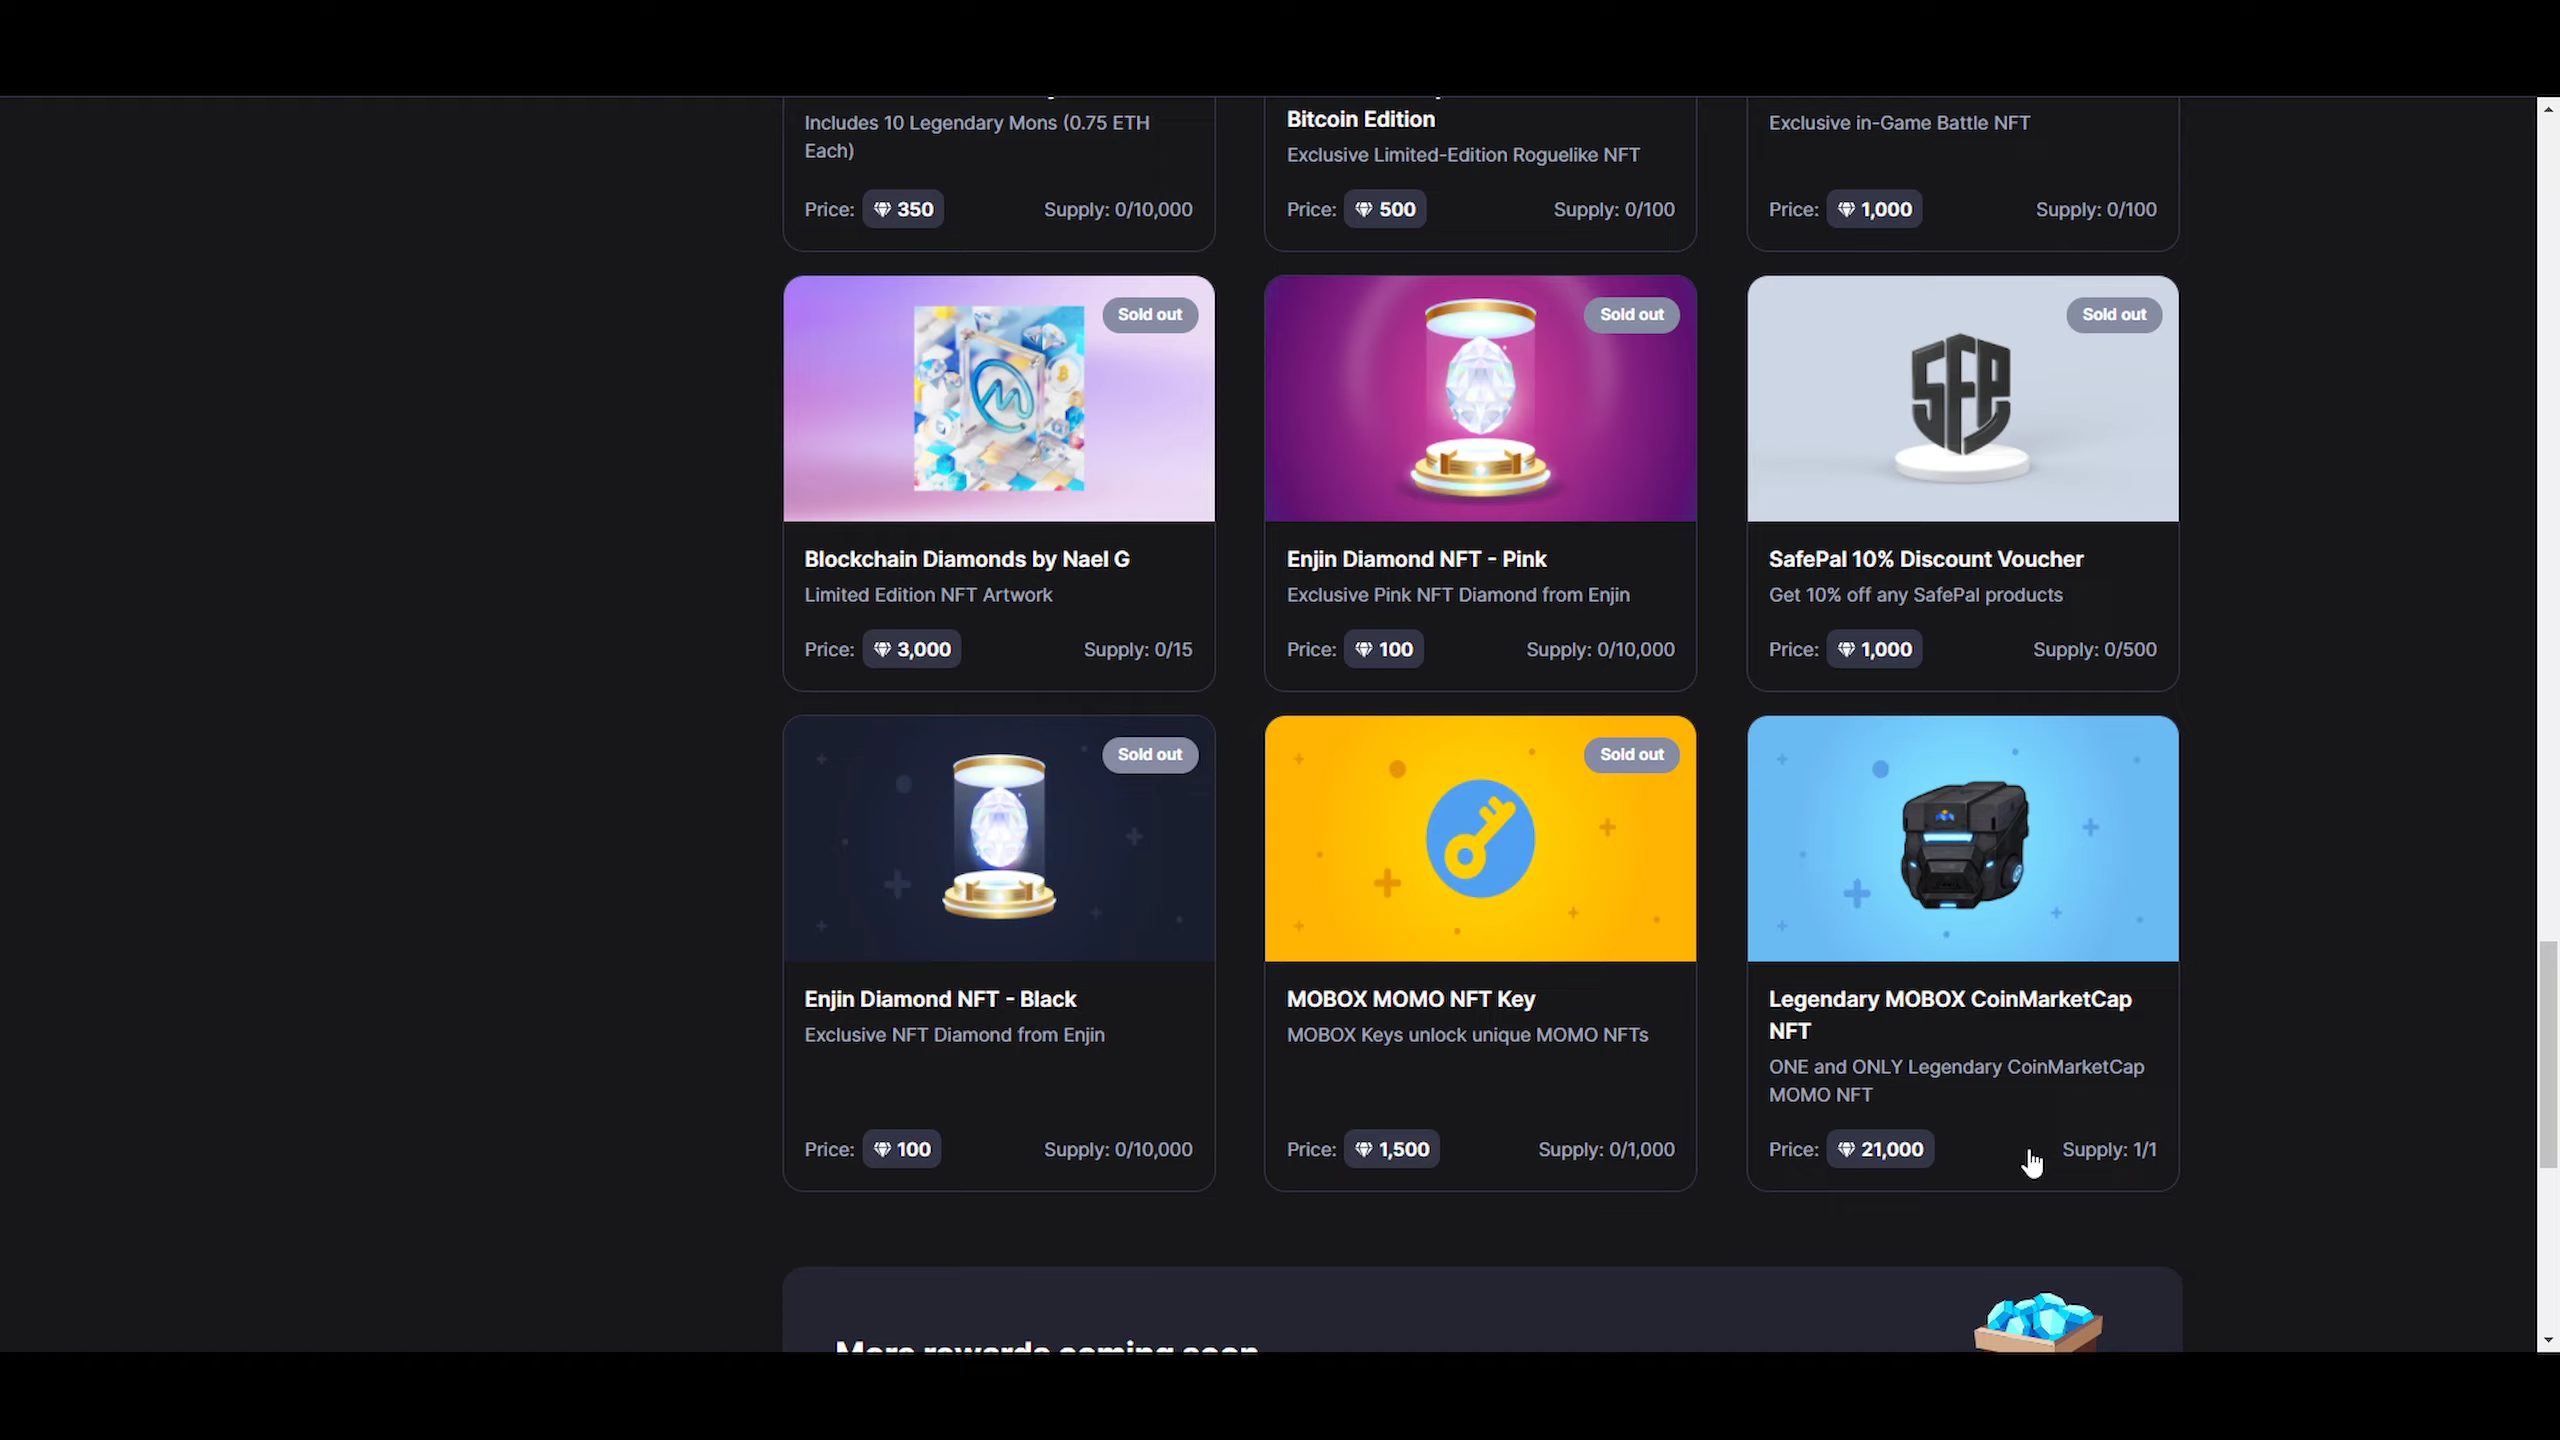 Includes 10 Legendary Mons (0.75 ETH
Each)
Price: 350 Supply: 0/10,000
Bitcoin Edition
Exclusive Limited-Edition Roguelike NFT
Price: 500 Supply: 0/100
Exclusive in-Game Battle NFT
Price: 1,000 Supply: 0/100
Sold out
Blockchain Diamonds by Nael G
Limited Edition NFT Artwork
Price: 3,000 Supply: 0/15
Sold out
Enjin Diamond NFT - Pink
Exclusive Pink NFT Diamond from Enjin
Price: 100 Supply: 0/10,000
SFP
Sold out
SafePal 10% Discount Voucher
Get 10% off any SafePal products
Price: 1,000 Supply: 0/500
Sold out
Enjin Diamond NFT - Black
Exclusive NFT Diamond from Enjin
Price: 100 Supply: 0/10,000
Sold out
MOBOX MOMO NFT Key
MOBOX Keys unlock unique MOMO NFTs
Price: 1,500 Supply: 0/1,000
Legendary MOBOX CoinMarketCap
NFT
ONE and ONLY Legendary CoinMarketCap
MOMO NFT
Price: 21,000 Supply: 1/1
More rewards coming soon